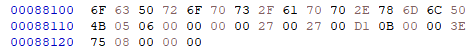 00088100 6F 63 50 72 6F 70 73 2F 61 70 70 2E 78 6D 6C 50
00088110 4B 05 06 00 00 00 00 27 00 27 00 D1 0B 00 00 3E
00088120 75 08 00 00 00